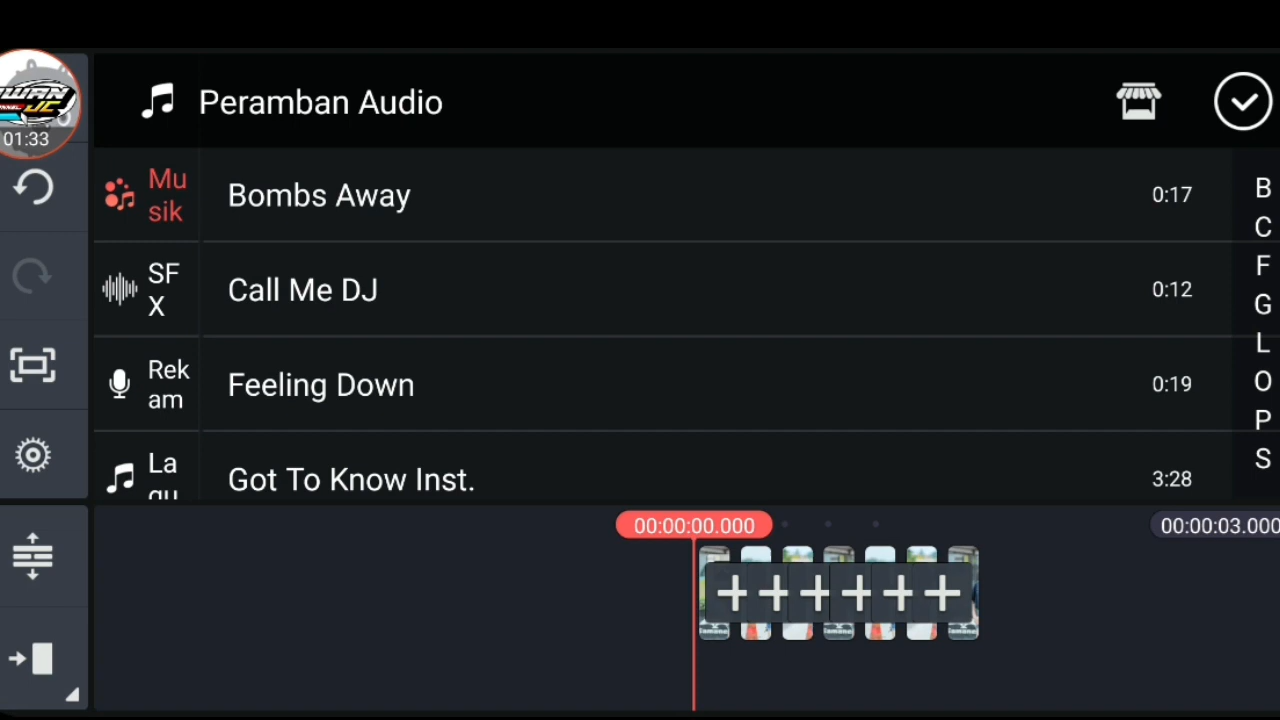 Peramban Audio
01:33
Mu
sik
Bombs Away
0:17
SF
X
Call Me DJ
0:12
Rek
am
Feeling Down
0:19
La
gu
Got To Know Inst.
3:28
B
C
F
G
L
O
P
S
00:00:00.000
00:00:03.000